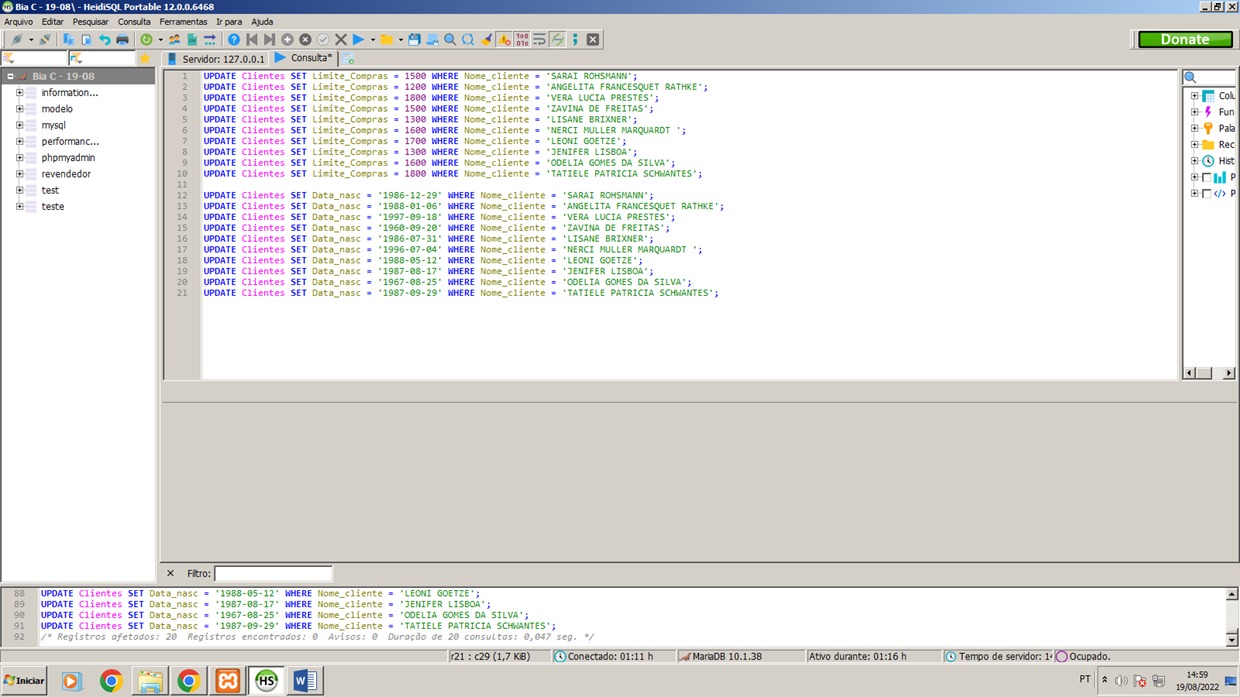 Bia C - 19-08\ - HeidiSQL Portable 12.0.0.6468
Arquivo Editar Pesquisar Consulta Ferramentas Ir para Ajuda
Donate
Servidor: 127.0.0.1 Consulta*
Bia C - 19-08
information...
modelo
mysql
performanc...
phpmyadmin
revendedor
test
teste
1 UPDATE Clientes SET Limite_Compras = 1500 WHERE Nome_cliente = 'SARAI ROHSMANN';
2 UPDATE Clientes SET Limite_Compras = 1200 WHERE Nome_cliente = 'ANGELITA FRANCESQUET RATHKE';
3 UPDATE Clientes SET Limite_Compras = 1800 WHERE Nome_cliente = 'VERA LUCIA PRESTES';
4 UPDATE Clientes SET Limite_Compras = 1500 WHERE Nome_cliente = 'ZAVINA DE FREITAS';
5 UPDATE Clientes SET Limite_Compras = 1300 WHERE Nome_cliente = 'LISANE BRIXNER';
6 UPDATE Clientes SET Limite_Compras = 1600 WHERE Nome_cliente = 'NERCI MULLER MARQUARDT ';
7 UPDATE Clientes SET Limite_Compras = 1700 WHERE Nome_cliente = 'LEONI GOETZE';
8 UPDATE Clientes SET Limite_Compras = 1300 WHERE Nome_cliente = 'JENIFER LISBOA';
9 UPDATE Clientes SET Limite_Compras = 1600 WHERE Nome_cliente = 'ODELIA GOMES DA SILVA';
10 UPDATE Clientes SET Limite_Compras = 1800 WHERE Nome_cliente = 'TATIELE PATRICIA SCHWANTES';
11
12 UPDATE Clientes SET Data_nasc = '1986-12-29' WHERE Nome_cliente = 'SARAI ROHSMANN';
13 UPDATE Clientes SET Data_nasc = '1988-01-06' WHERE Nome_cliente = 'ANGELITA FRANCESQUET RATHKE';
14 UPDATE Clientes SET Data_nasc = '1997-09-18' WHERE Nome_cliente = 'VERA LUCIA PRESTES';
15 UPDATE Clientes SET Data_nasc = '1960-09-20' WHERE Nome_cliente = 'ZAVINA DE FREITAS';
16 UPDATE Clientes SET Data_nasc = '1986-07-31' WHERE Nome_cliente = 'LISANE BRIXNER';
17 UPDATE Clientes SET Data_nasc = '1996-07-04' WHERE Nome_cliente = 'NERCI MULLER MARQUARDT ';
18 UPDATE Clientes SET Data_nasc = '1988-05-12' WHERE Nome_cliente = 'LEONI GOETZE';
19 UPDATE Clientes SET Data_nasc = '1987-08-17' WHERE Nome_cliente = 'JENIFER LISBOA';
20 UPDATE Clientes SET Data_nasc = '1967-08-25' WHERE Nome_cliente = 'ODELIA GOMES DA SILVA';
21 UPDATE Clientes SET Data_nasc = '1987-09-29' WHERE Nome_cliente = 'TATIELE PATRICIA SCHWANTES';
Colu
Fun
Pala
Rec
Hist
P
P
Filtro:
88 UPDATE Clientes SET Data_nasc = '1988-05-12' WHERE Nome_cliente = 'LEONI GOETZE';
89 UPDATE Clientes SET Data_nasc = '1987-08-17' WHERE Nome_cliente = 'JENIFER LISBOA';
90 UPDATE Clientes SET Data_nasc = '1967-08-25' WHERE Nome_cliente = 'ODELIA GOMES DA SILVA';
91 UPDATE Clientes SET Data_nasc = '1987-09-29' WHERE Nome_cliente = 'TATIELE PATRICIA SCHWANTES';
92 /* Registros afetados: 20 Registros encontrados: 0 Avisos: 0 Duração de 20 consultas: 0,047 seg. */
r21 : c29 (1,7 KiB) Conectado: 01:11 h MariaDB 10.1.38 Ativo durante: 01:16 h Tempo de servidor: 14 Ocupado.
Iniciar HS W PT 14:59
19/08/2022